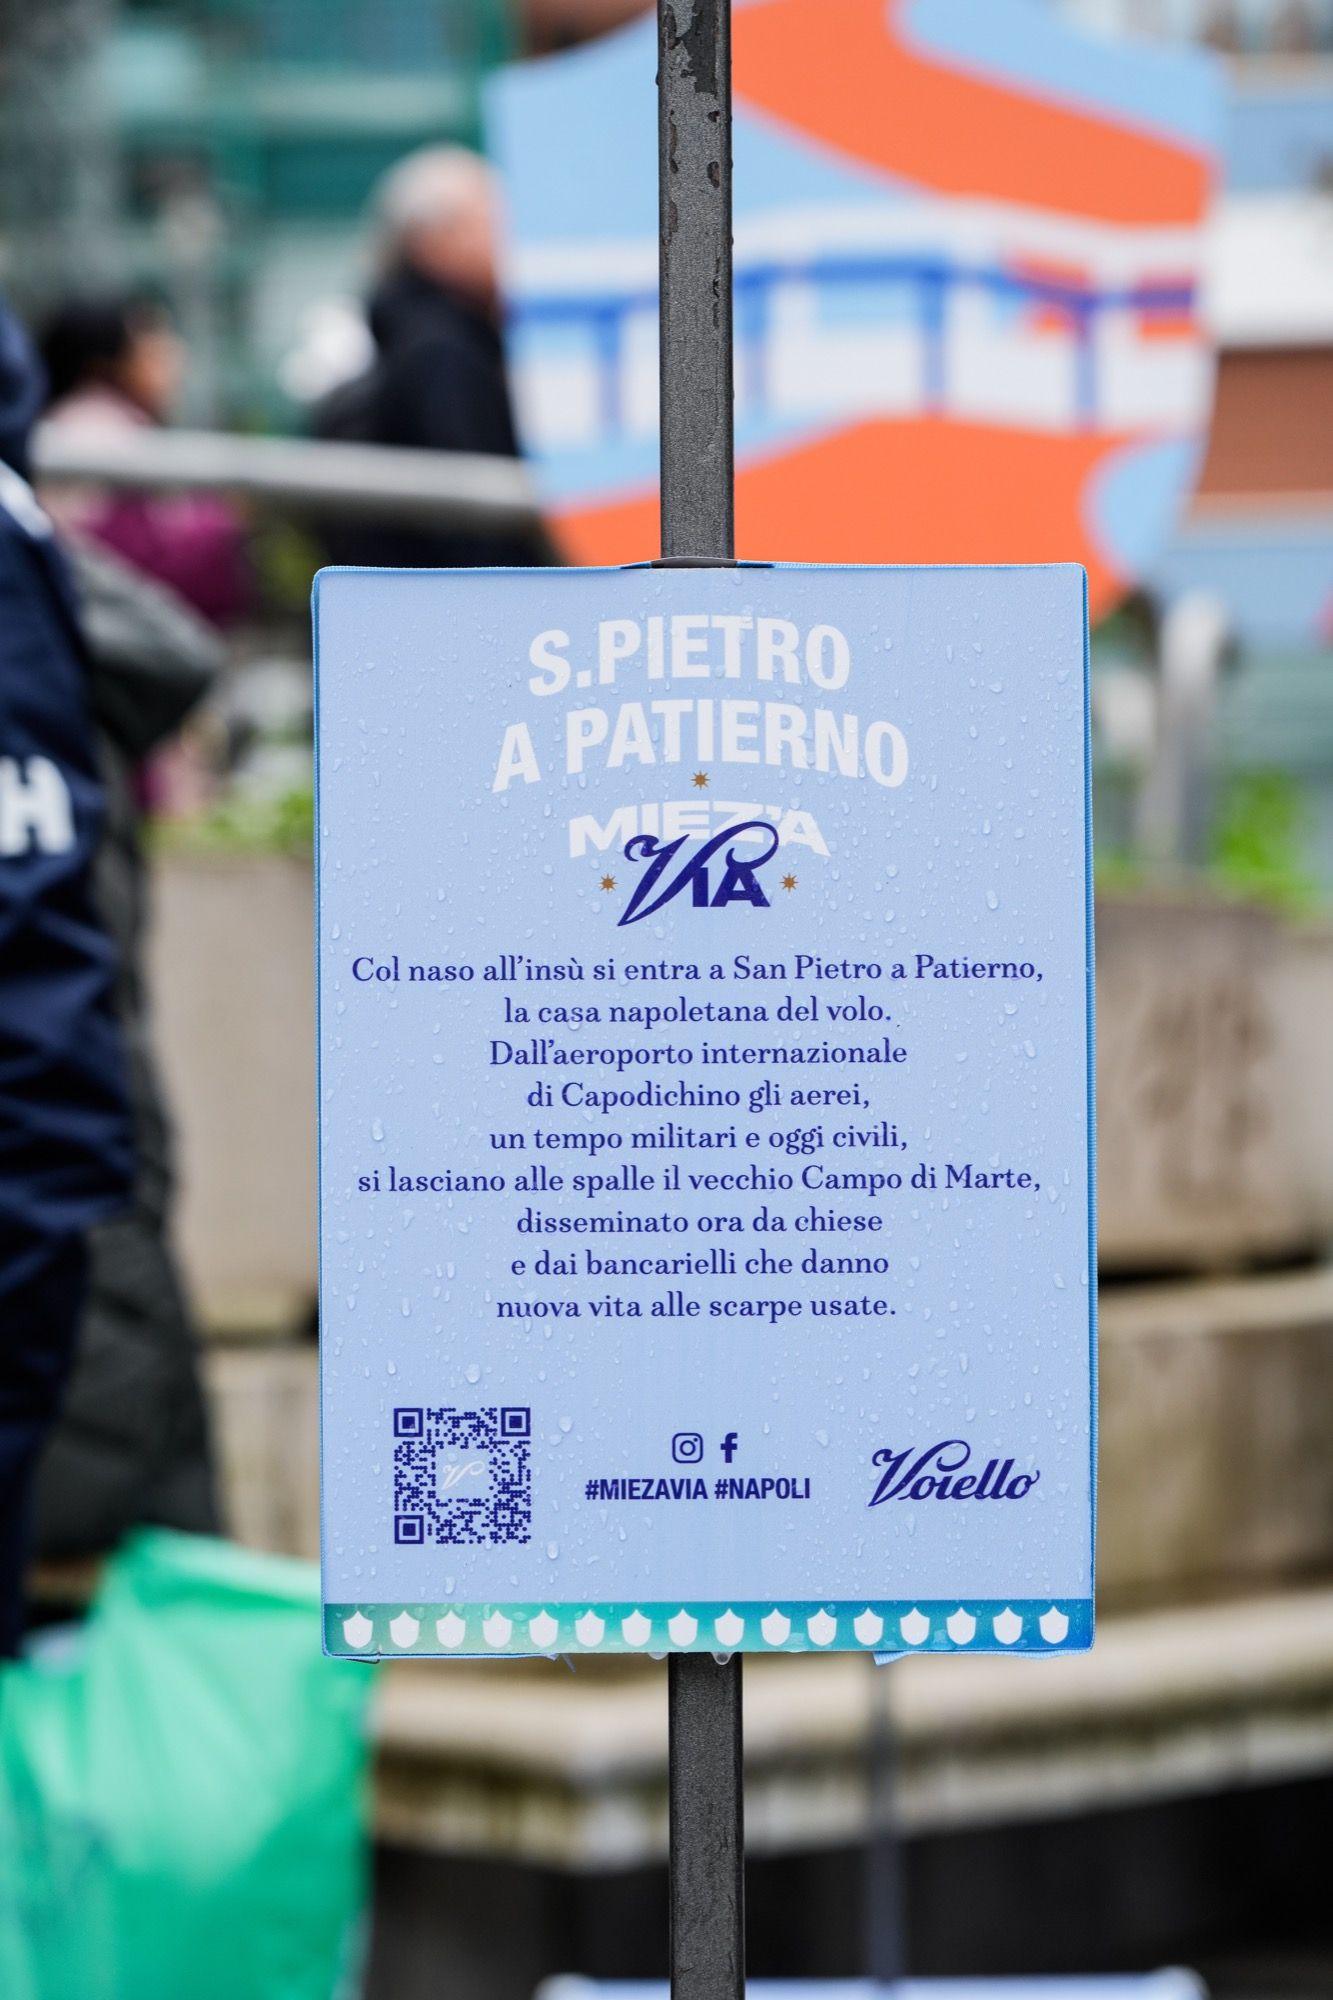 S.PIETRO
A PATIERNO
MIEZ'A
VIA
Col naso all'insù si entra a San Pietro a Patierno,
la casa napoletana del volo.
Dall'aeroporto internazionale
di Capodichino gli aerei,
un tempo militari e oggi civili,
si lasciano alle spalle il vecchio Campo di Marte,
disseminato ora da chiese
e dai bancarielli che danno
nuova vita alle scarpe usate.
#MIEZAVIA #NAPOLI
Voiello
H